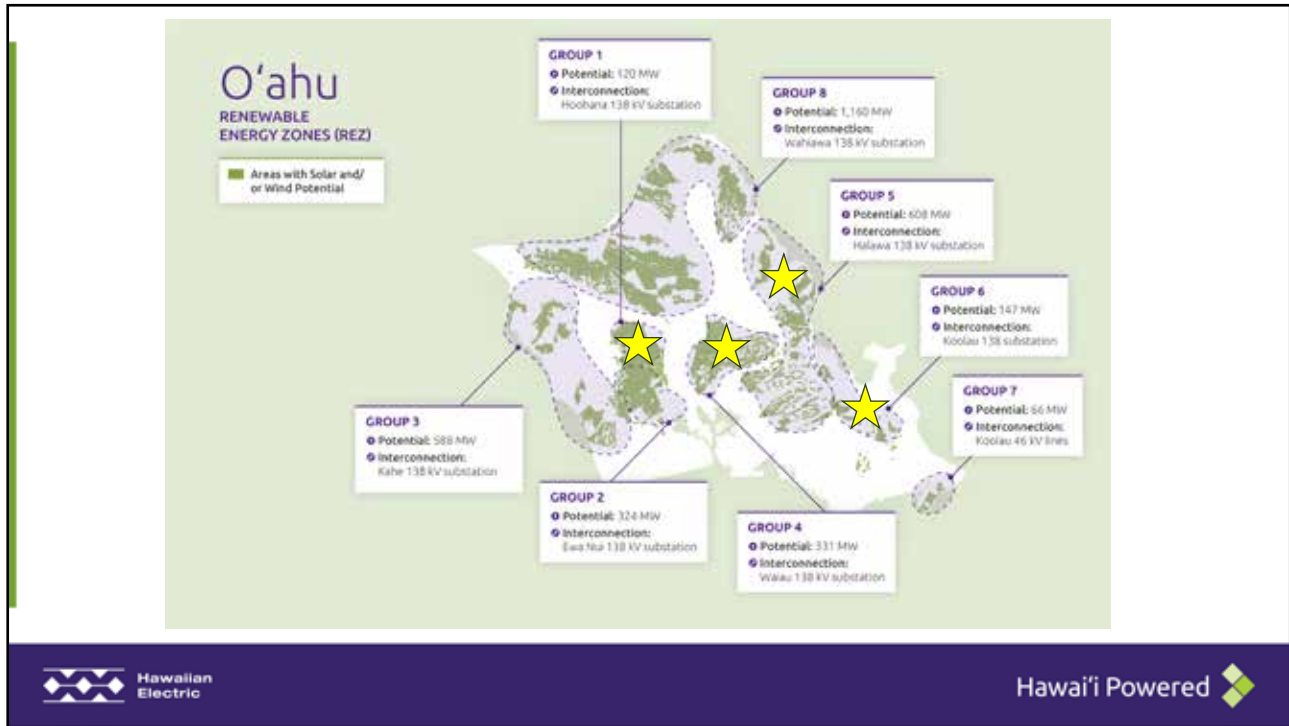 O‘ahu
RENEWABLE
ENERGY ZONES (REZ)
Areas with Solar and/
or Wind Potential
GROUP 1
Potential: 120 MW
Interconnection:
Hoohana 138 kV substation
GROUP 8
Potential: 1,160 MW
Interconnection:
Wahiawa 138 kV substation
GROUP 5
Potential: 608 MW
Interconnection:
Halawa 138 kV substation
GROUP 6
Potential: 147 MW
Interconnection:
Koolau 138 substation
GROUP 7
Potential: 66 MW
Interconnection:
Koolau 46 kV lines
GROUP 3
Potential: 588 MW
Interconnection:
Kahe 138 kV substation
GROUP 2
Potential: 324 MW
Interconnection:
Ewa Nui 138 kV substation
GROUP 4
Potential: 331 MW
Interconnection:
Waiau 138 kV substation
Hawaiian
Electric
Hawai‘i Powered